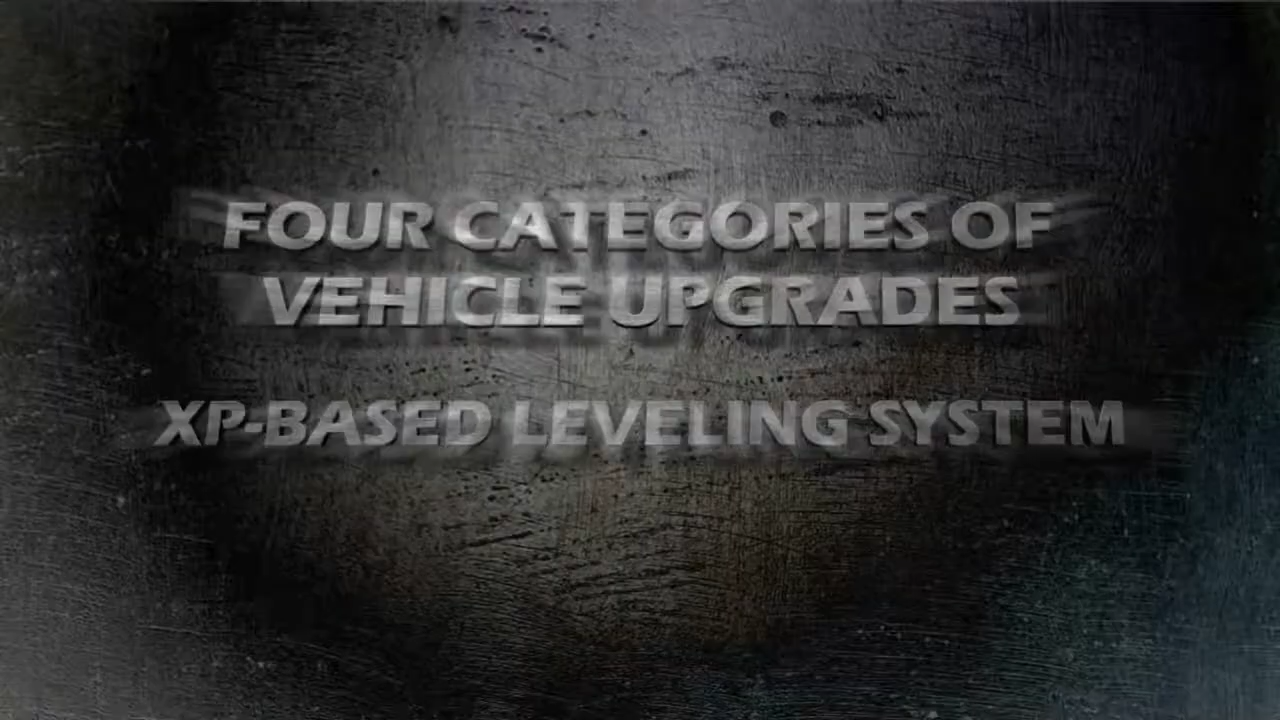 FOUR CATEGORIES OF
VEHICLE UPGRADES
XP-BASED LEVELING SYSTEM